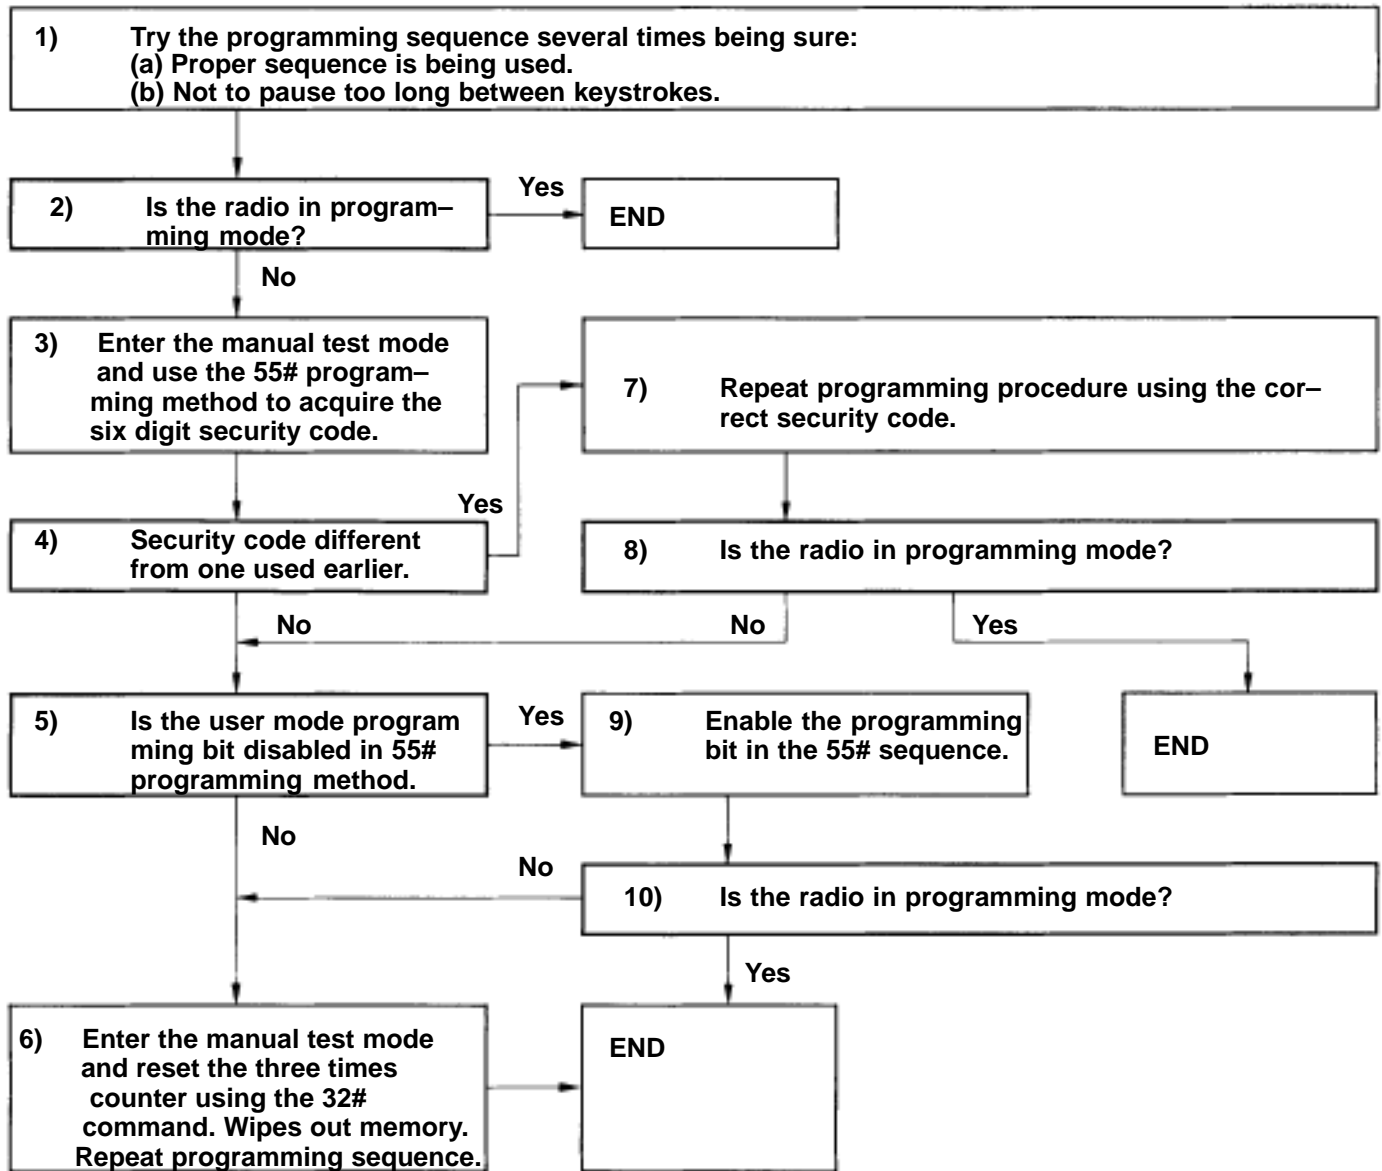 1) Try the programming sequence several times being sure:
(a) Proper sequence is being used.
(b) Not to pause too long between keystrokes.
2) Is the radio in program–
ming mode?
Yes
END
No
3) Enter the manual test mode
and use the 55# program–
ming method to acquire the
six digit security code.
7) Repeat programming procedure using the cor–
rect security code.
Yes
4) Security code different
from one used earlier.
8) Is the radio in programming mode?
No
No
Yes
5) Is the user mode program
ming bit disabled in 55#
programming method.
Yes
9) Enable the programming
bit in the 55# sequence.
END
No
No
10) Is the radio in programming mode?
Yes
6) Enter the manual test mode
and reset the three times
counter using the 32#
command. Wipes out memory.
Repeat programming sequence.
END